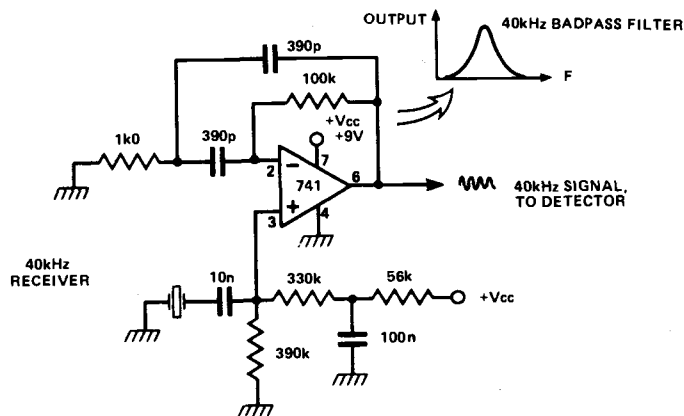 OUTPUT
40kHz BADPASS FILTER
F
390p
100k
+Vcc
+9V
1k0
390p
2
7
741
6
3
4
40kHz SIGNAL,
TO DETECTOR
40kHz
RECEIVER
10n
330k
56k
+Vcc
390k
100n